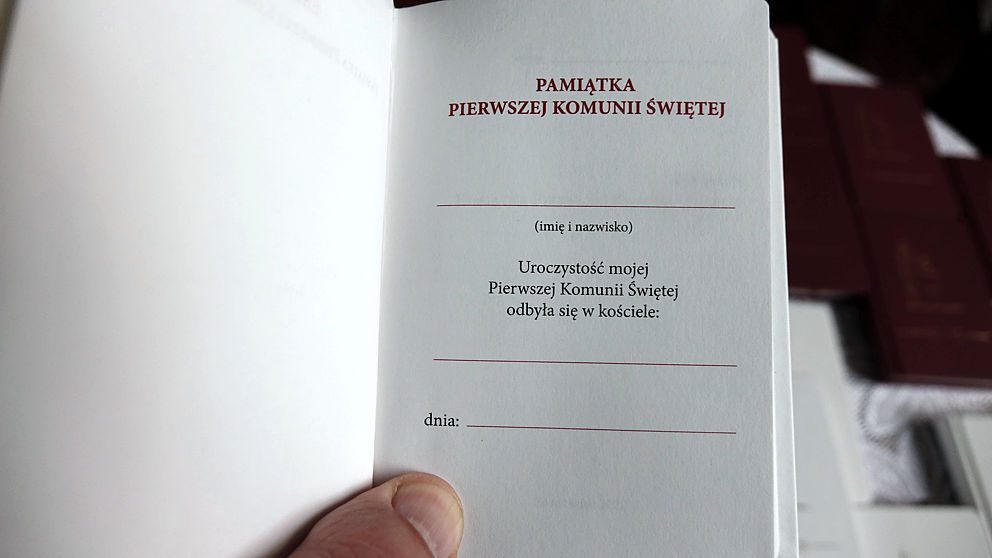 PAMIĄTKA
PIERWSZEJ KOMUNII ŚWIĘTEJ
(imię i nazwisko)
Uroczystość mojej
Pierwszej Komunii Świętej
odbyła się w kościele:
dnia: